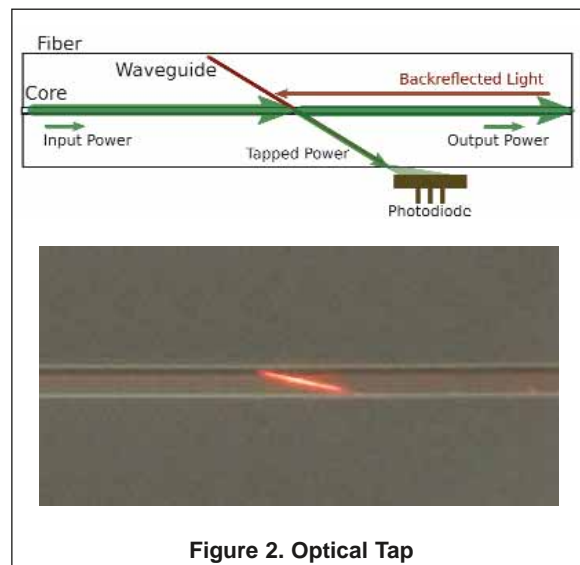 Fiber
Waveguide
Backreflected Light
Core
Input Power
Output Power
Tapped Power
Photodiode
Figure 2. Optical Tap